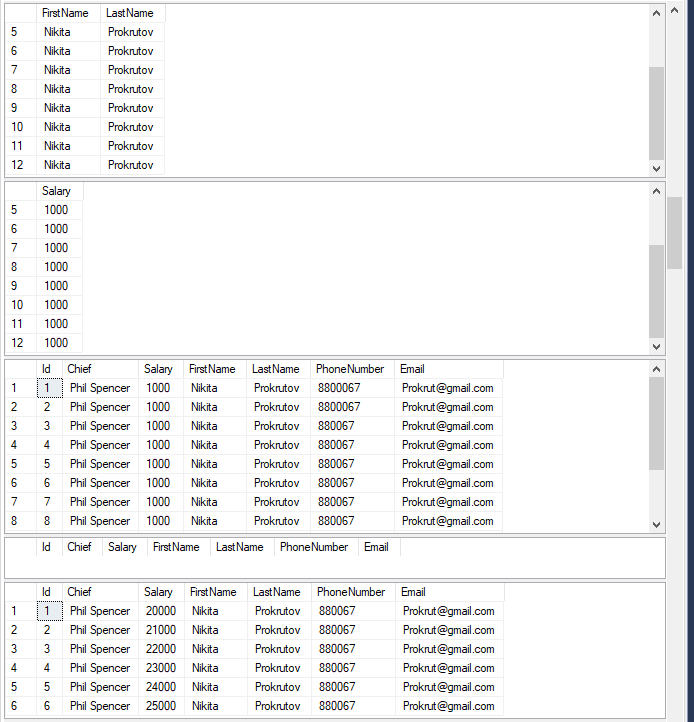 FirstName LastName
5 Nikita Prokrutov
6 Nikita Prokrutov
7 Nikita Prokrutov
8 Nikita Prokrutov
9 Nikita Prokrutov
10 Nikita Prokrutov
11 Nikita Prokrutov
12 Nikita Prokrutov
Salary
5 1000
6 1000
7 1000
8 1000
9 1000
10 1000
11 1000
12 1000
Id Chief Salary FirstName LastName PhoneNumber Email
1 1 Phil Spencer 1000 Nikita Prokrutov 8800067 Prokrut@gmail.com
2 2 Phil Spencer 1000 Nikita Prokrutov 8800067 Prokrut@gmail.com
3 3 Phil Spencer 1000 Nikita Prokrutov 880067 Prokrut@gmail.com
4 4 Phil Spencer 1000 Nikita Prokrutov 880067 Prokrut@gmail.com
5 5 Phil Spencer 1000 Nikita Prokrutov 880067 Prokrut@gmail.com
6 6 Phil Spencer 1000 Nikita Prokrutov 880067 Prokrut@gmail.com
7 7 Phil Spencer 1000 Nikita Prokrutov 880067 Prokrut@gmail.com
8 8 Phil Spencer 1000 Nikita Prokrutov 880067 Prokrut@gmail.com
Id Chief Salary FirstName LastName PhoneNumber Email
Id Chief Salary FirstName LastName PhoneNumber Email
1 1 Phil Spencer 20000 Nikita Prokrutov 880067 Prokrut@gmail.com
2 2 Phil Spencer 21000 Nikita Prokrutov 880067 Prokrut@gmail.com
3 3 Phil Spencer 22000 Nikita Prokrutov 880067 Prokrut@gmail.com
4 4 Phil Spencer 23000 Nikita Prokrutov 880067 Prokrut@gmail.com
5 5 Phil Spencer 24000 Nikita Prokrutov 880067 Prokrut@gmail.com
6 6 Phil Spencer 25000 Nikita Prokrutov 880067 Prokrut@gmail.com